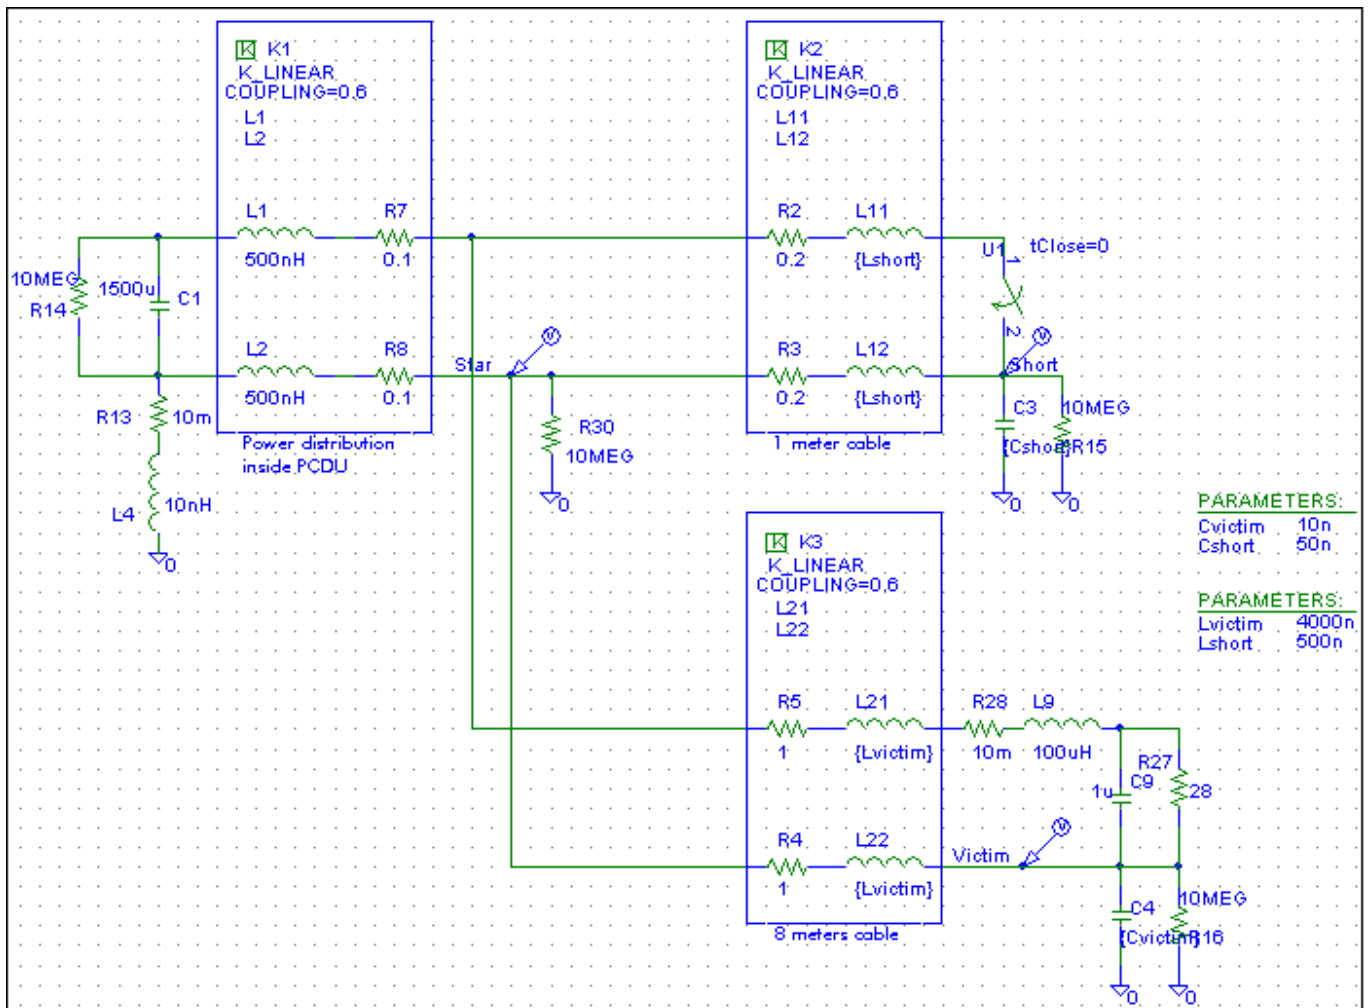 K K1
K_LINEAR
COUPLING=0.6
L1
L2
K K2
K_LINEAR
COUPLING=0.6
L11
L12
L1
R7
500nH
0.1
R2
L11
0.2
{Lshort}
U1
tClose=0
1
2
10MEG
R14
1500u
C1
L2
R8
500nH
0.1
Star
V
R3
L12
0.2
{Lshort}
V
Short
R13
10m
L4
10nH
0
Power distribution
inside PCDU
R30
10MEG
0
1 meter cable
C3
{Cshort}
10MEG
R15
0
0
PARAMETERS:
Cvictim 10n
Cshort 50n
PARAMETERS:
Lvictim 4000n
Lshort 500n
K K3
K_LINEAR
COUPLING=0.6
L21
L22
R5
L21
1
{Lvictim}
R28
L9
10m
100uH
R27
28
C9
1u
R4
L22
1
{Lvictim}
Victim
V
8 meters cable
C4
{Cvictim}
10MEG
R16
0
0